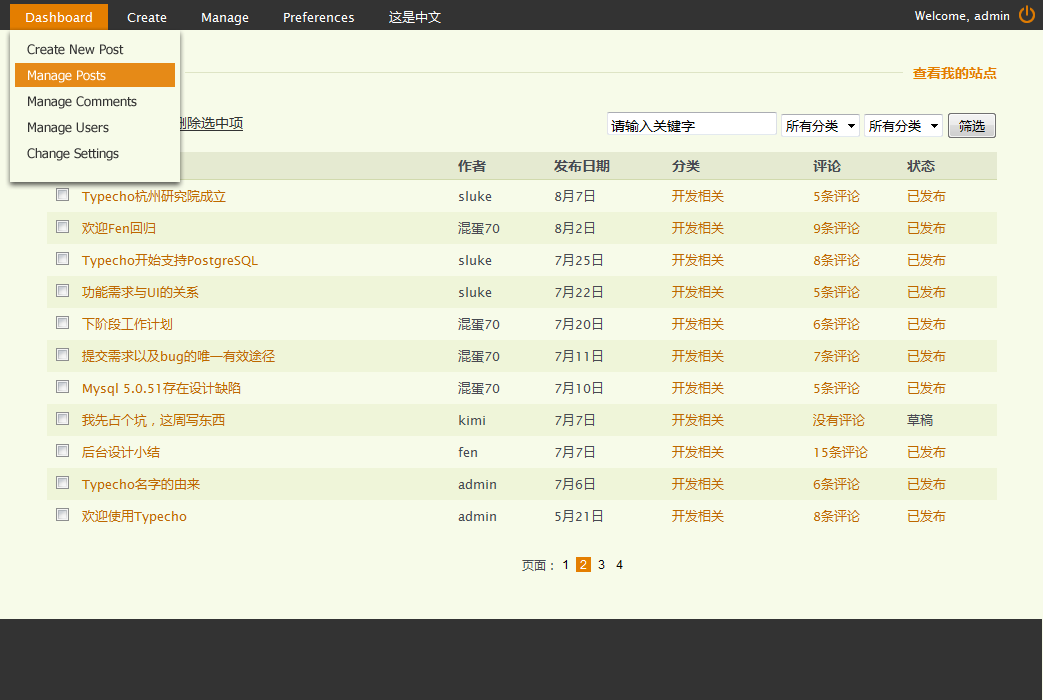 Dashboard Create Manage Preferences 这是中文 Welcome, admin
Create New Post
Manage Posts
Manage Comments
Manage Users
Change Settings
查看我的站点
删除选中项 请输入关键字 所有分类 所有分类 筛选
作者 发布日期 分类 评论 状态
Typecho杭州研究院成立 sluke 8月7日 开发相关 5条评论 已发布
欢迎Fen回归 混蛋70 8月2日 开发相关 9条评论 已发布
Typecho开始支持PostgreSQL sluke 7月25日 开发相关 8条评论 已发布
功能需求与UI的关系 sluke 7月22日 开发相关 5条评论 已发布
下阶段工作计划 混蛋70 7月20日 开发相关 6条评论 已发布
提交需求以及bug的唯一有效途径 混蛋70 7月11日 开发相关 7条评论 已发布
Mysql 5.0.51存在设计缺陷 混蛋70 7月10日 开发相关 5条评论 已发布
我先占个坑，这周写东西 kimi 7月7日 开发相关 没有评论 草稿
后台设计小结 fen 7月7日 开发相关 15条评论 已发布
Typecho名字的由来 admin 7月6日 开发相关 6条评论 已发布
欢迎使用Typecho admin 5月21日 开发相关 8条评论 已发布
页面： 1 2 3 4